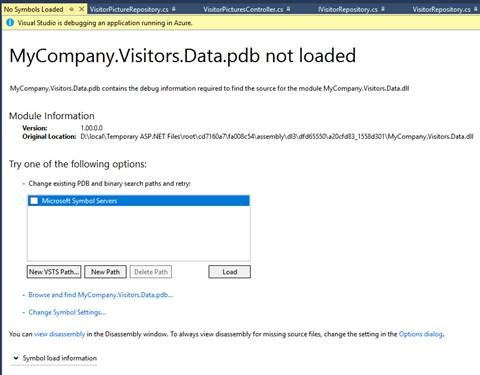 No Symbols Loaded VisitorPictureRepository.cs VisitorPicturesController.cs IVisitorRepository.cs VisitorRepository.cs
Visual Studio is debugging an application running in Azure.
MyCompany.Visitors.Data.pdb not loaded
MyCompany.Visitors.Data.pdb contains the debug information required to find the source for the module MyCompany.Visitors.Data.dll
Module Information
Version: 1.00.0.0
Original Location: D:\local\Temporary ASP.NET Files\root\cd7160a7\fa008c54\assembly\dl3\dfd65550\a20cfd83_1558d301\MyCompany.Visitors.Data.dll
Try one of the following options:
- Change existing PDB and binary search paths and retry:
Microsoft Symbol Servers
New VSTS Path... New Path Delete Path Load
- Browse and find MyCompany.Visitors.Data.pdb...
- Change Symbol Settings...
You can view disassembly in the Disassembly window. To always view disassembly for missing source files, change the setting in the Options dialog.
Symbol load information